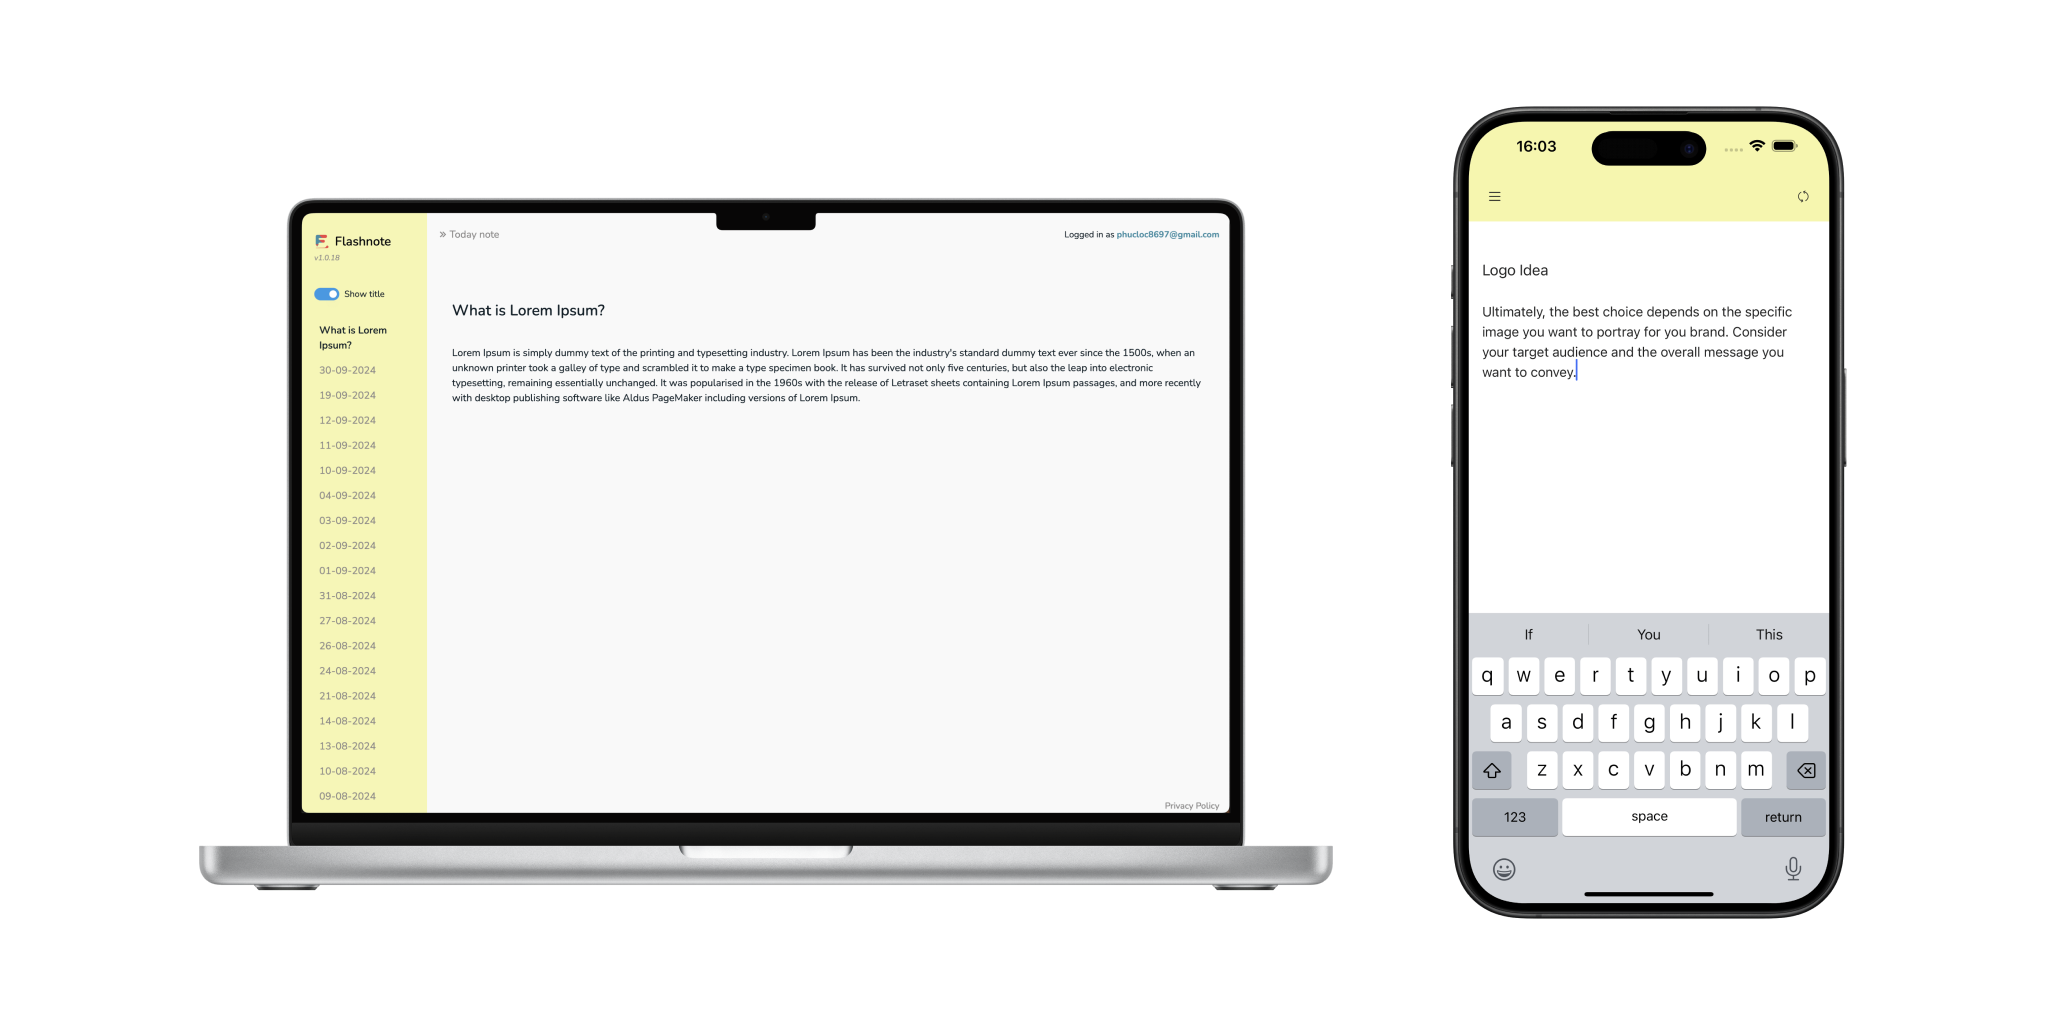 Flashnote
v1.0.18
Show title
What is Lorem
Ipsum?
30-09-2024
19-09-2024
12-09-2024
11-09-2024
10-09-2024
04-09-2024
03-09-2024
02-09-2024
01-09-2024
31-08-2024
27-08-2024
26-08-2024
24-08-2024
21-08-2024
14-08-2024
13-08-2024
10-08-2024
09-08-2024
» Today note
Logged in as phucloc8697@gmail.com
What is Lorem Ipsum?
Lorem Ipsum is simply dummy text of the printing and typesetting industry. Lorem Ipsum has been the industry's standard dummy text ever since the 1500s, when an
unknown printer took a galley of type and scrambled it to make a type specimen book. It has survived not only five centuries, but also the leap into electronic
typesetting, remaining essentially unchanged. It was popularised in the 1960s with the release of Letraset sheets containing Lorem Ipsum passages, and more recently
with desktop publishing software like Aldus PageMaker including versions of Lorem Ipsum.
Privacy Policy
16:03
Logo Idea
Ultimately, the best choice depends on the specific
image you want to portray for you brand. Consider
your target audience and the overall message you
want to convey.
If You This
q w e r t y u i o p
a s d f g h j k l
z x c v b n m
123 space return